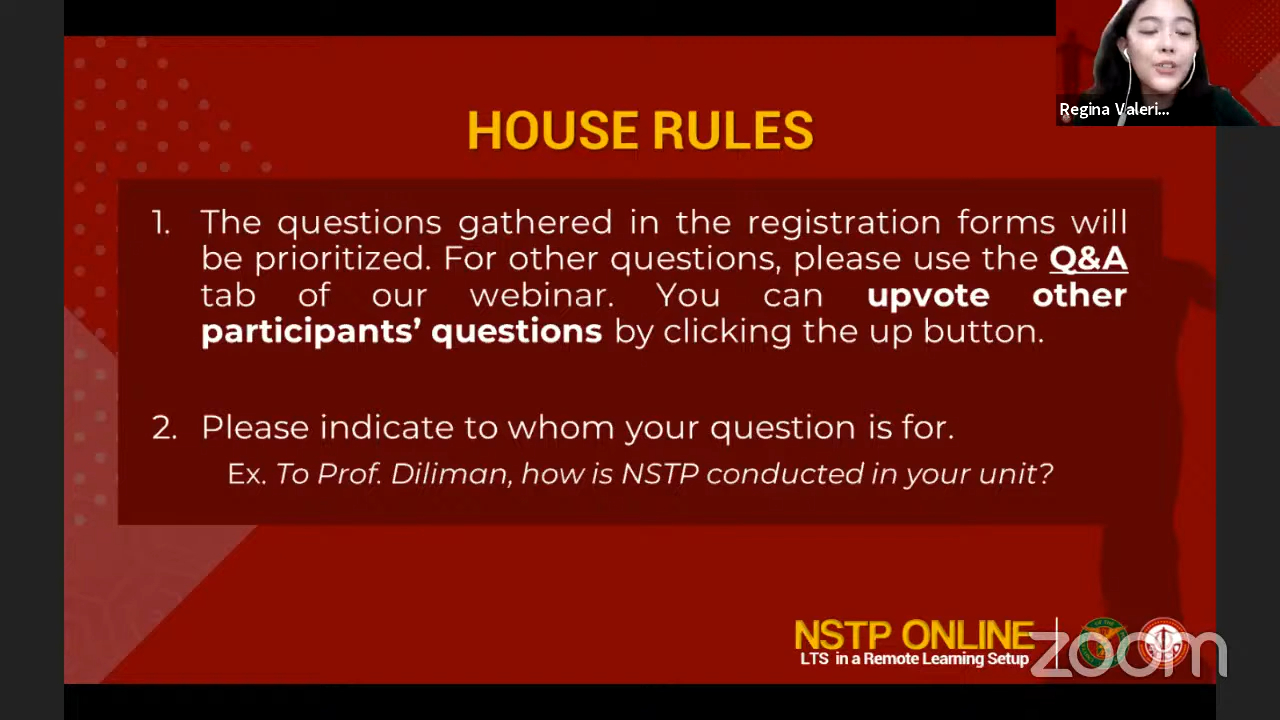 Regina Valeri...
HOUSE RULES
1. The questions gathered in the registration forms will
be prioritized. For other questions, please use the Q&A
tab of our webinar. You can upvote other
participants’ questions by clicking the up button.
2. Please indicate to whom your question is for.
Ex. To Prof. Diliman, how is NSTP conducted in your unit?
NSTP ONLINE
LTS in a Remote Learning Setup
zoom